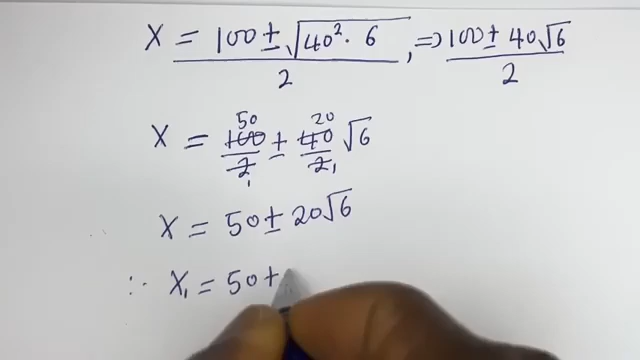 X = 100 ± √40² · 6 / 2, ⇒ 100 ± 40√6 / 2
X = 100 50 / 2 1 ± 40 20 / 2 1 √6
X = 50 ± 20√6
∴ X₁ = 50 +